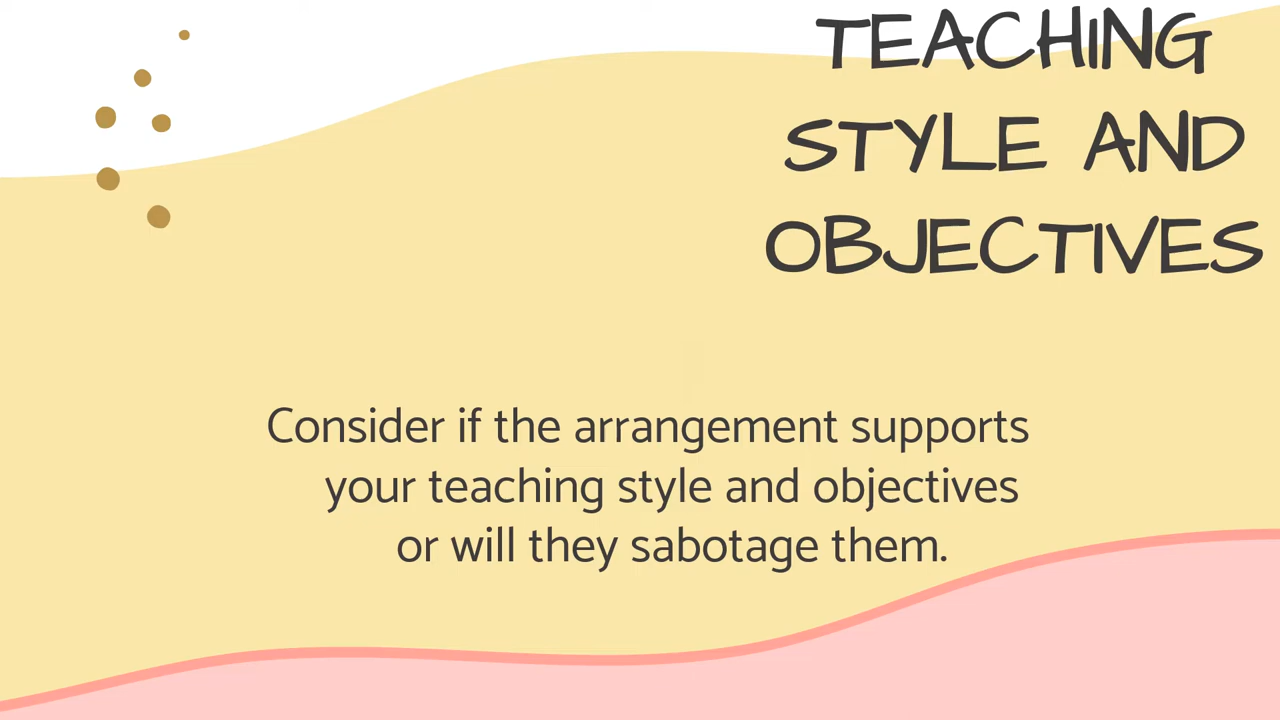 TEACHING
STYLE AND
OBJECTIVES
Consider if the arrangement supports
your teaching style and objectives
or will they sabotage them.